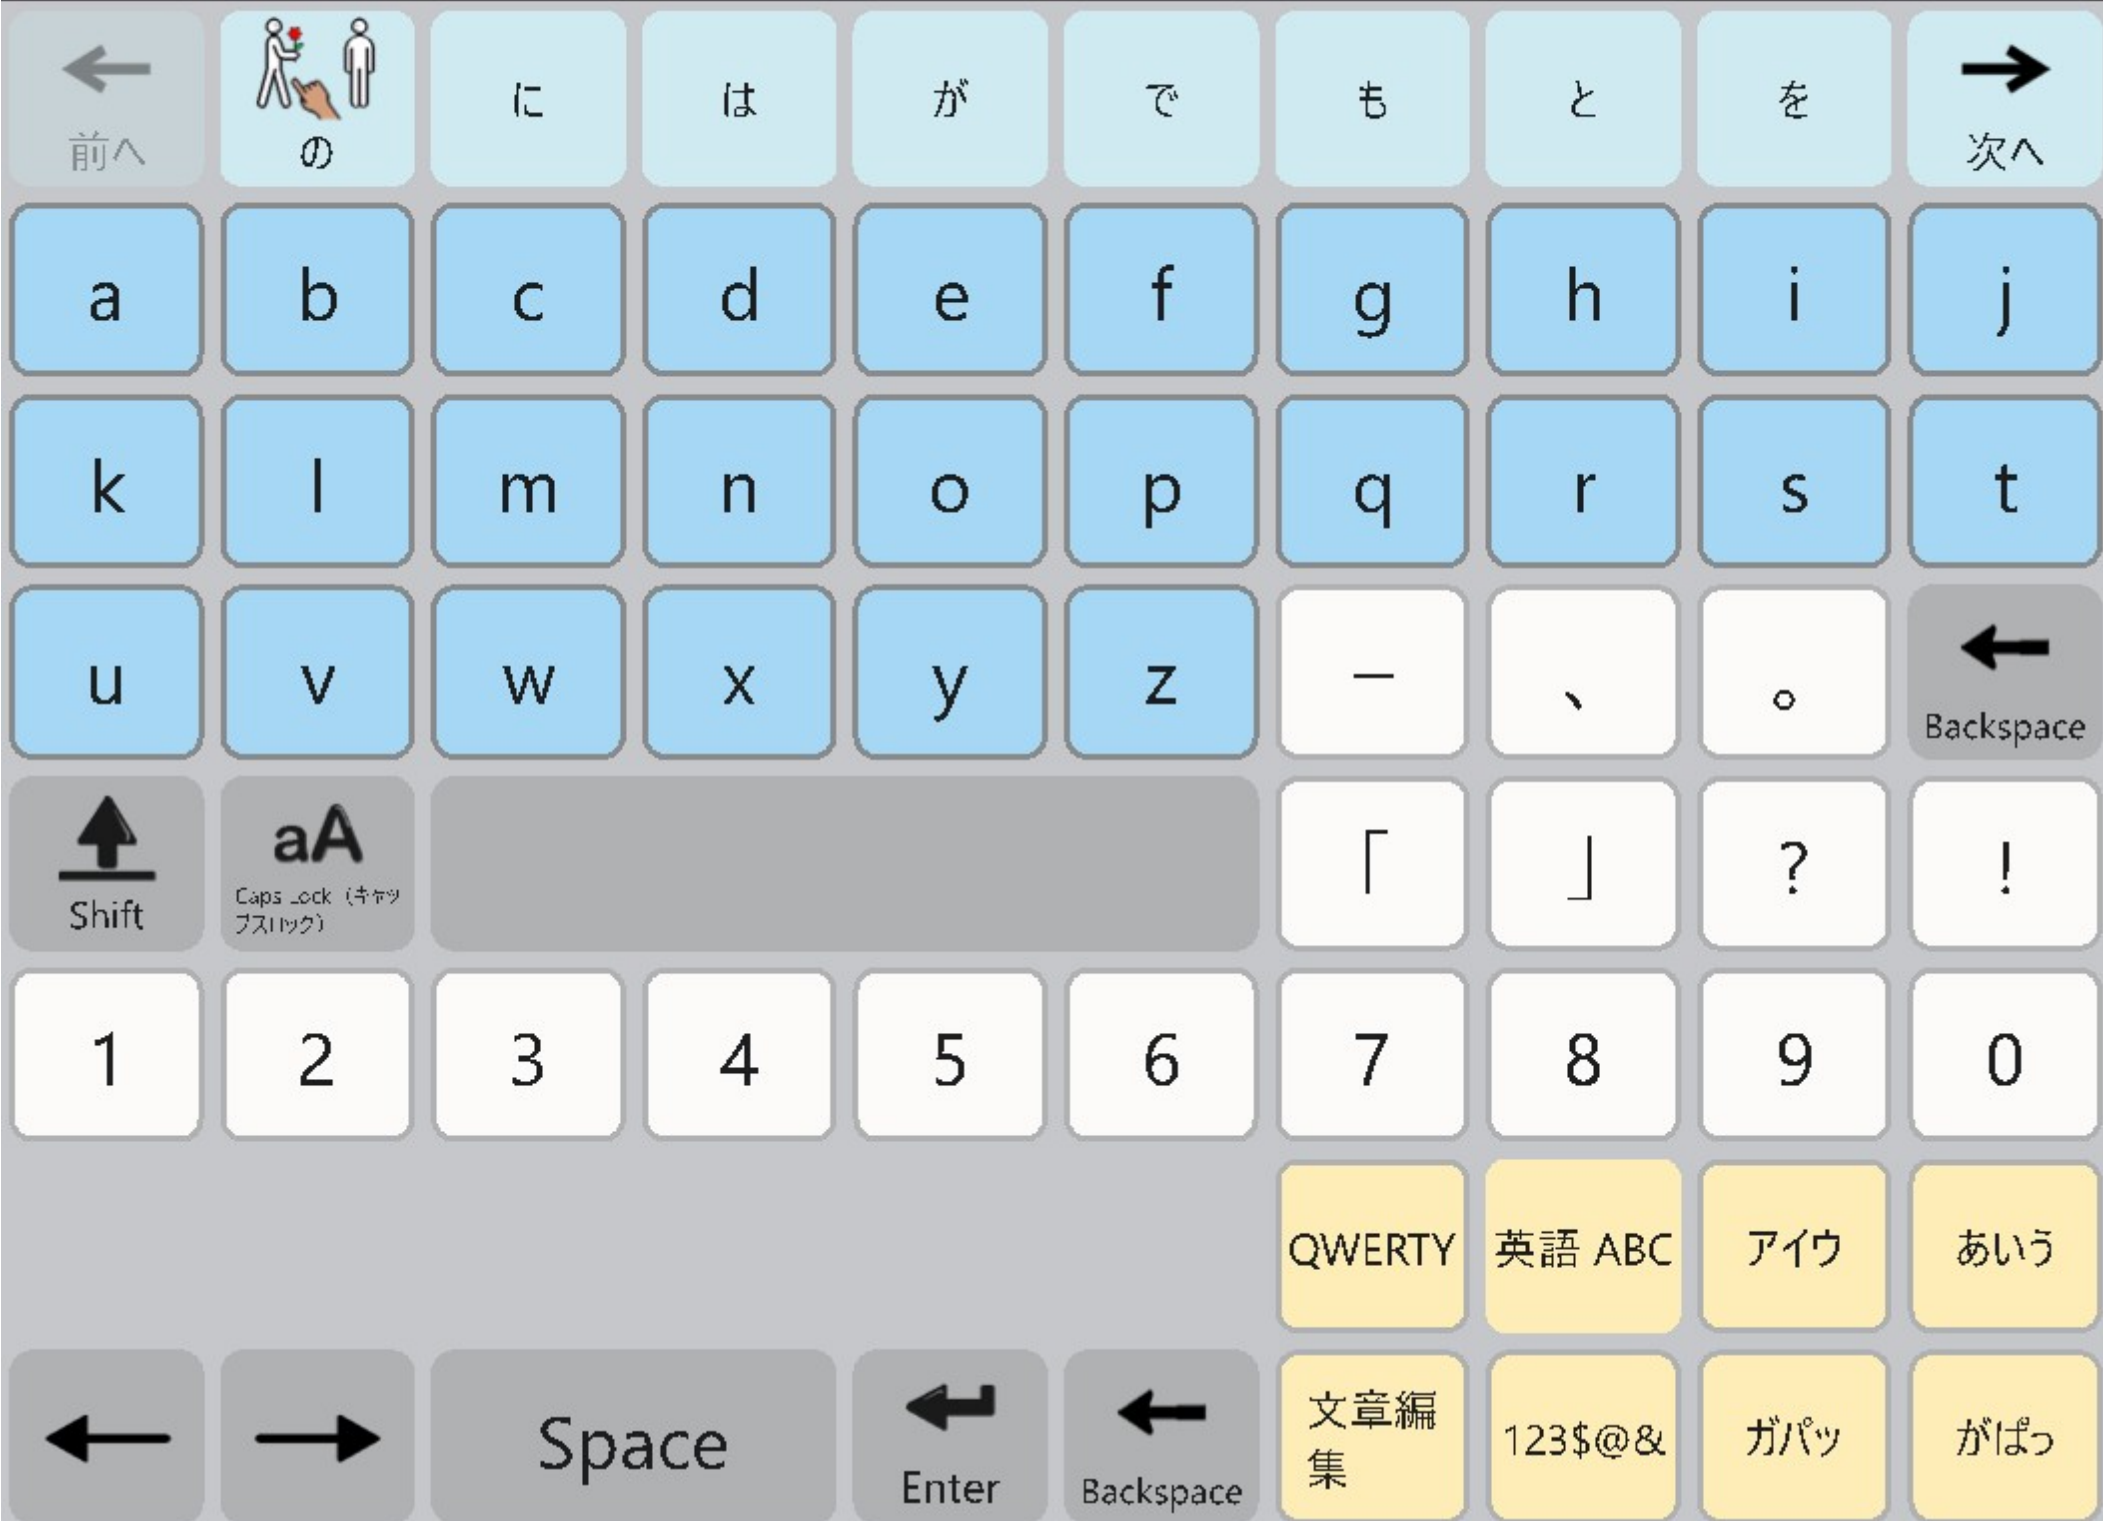 前へ の に は が で も と を 次へ
a b c d e f g h i j
k l m n o p q r s t
u v w x y z ー 、 。 Backspace
Shift aA Caps Lock（キャッ 「 」 ? !
プスロック）
1 2 3 4 5 6 7 8 9 0
QWERTY 英語 ABC アイウ あいう
Space Enter Backspace 文章編 123$@& ガパッ がぱっ
集